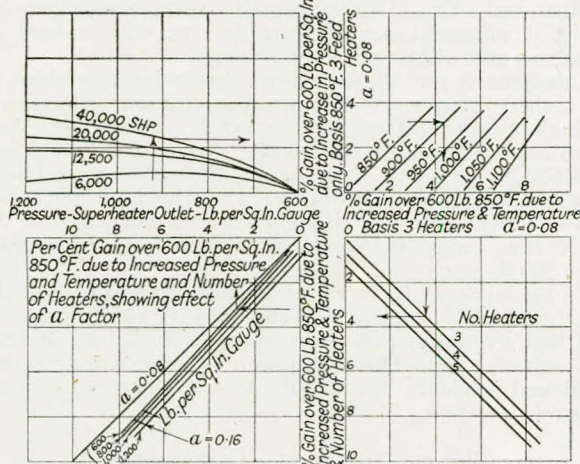 40,000 SHP
20,000
12,500
6,000
1,200
1,000
800
600
Pressure-Superheater Outlet-Lb.per Sq.In. Gauge
% Gain over 600 Lb. per Sq. In.
due to Increase in Pressure
only. Basis 850°F. 3 Feed
Heaters
a=0.08
4
2
0
850°F.
900°
950°
1,000°F.
1,050°F.
1,100°F.
0
2
4
6
8
% Gain over 600 Lb. 850°F. due to
Increased Pressure & Temperature
Basis 3 Heaters a=0.08
10
8
6
4
2
0
Per Cent Gain over 600 Lb. per Sq. In.
850°F. due to Increased Pressure
and Temperature and Number
of Heaters, showing effect
of a Factor
a=0.08
Lb. per Sq. In. Gauge
600
800
1,000
1,200
a=0.16
% Gain over 600 Lb. 850°F. due to
Increased Pressure & Temperature
& Number of Heaters
0
2
4
6
8
10
No. Heaters
3
4
5